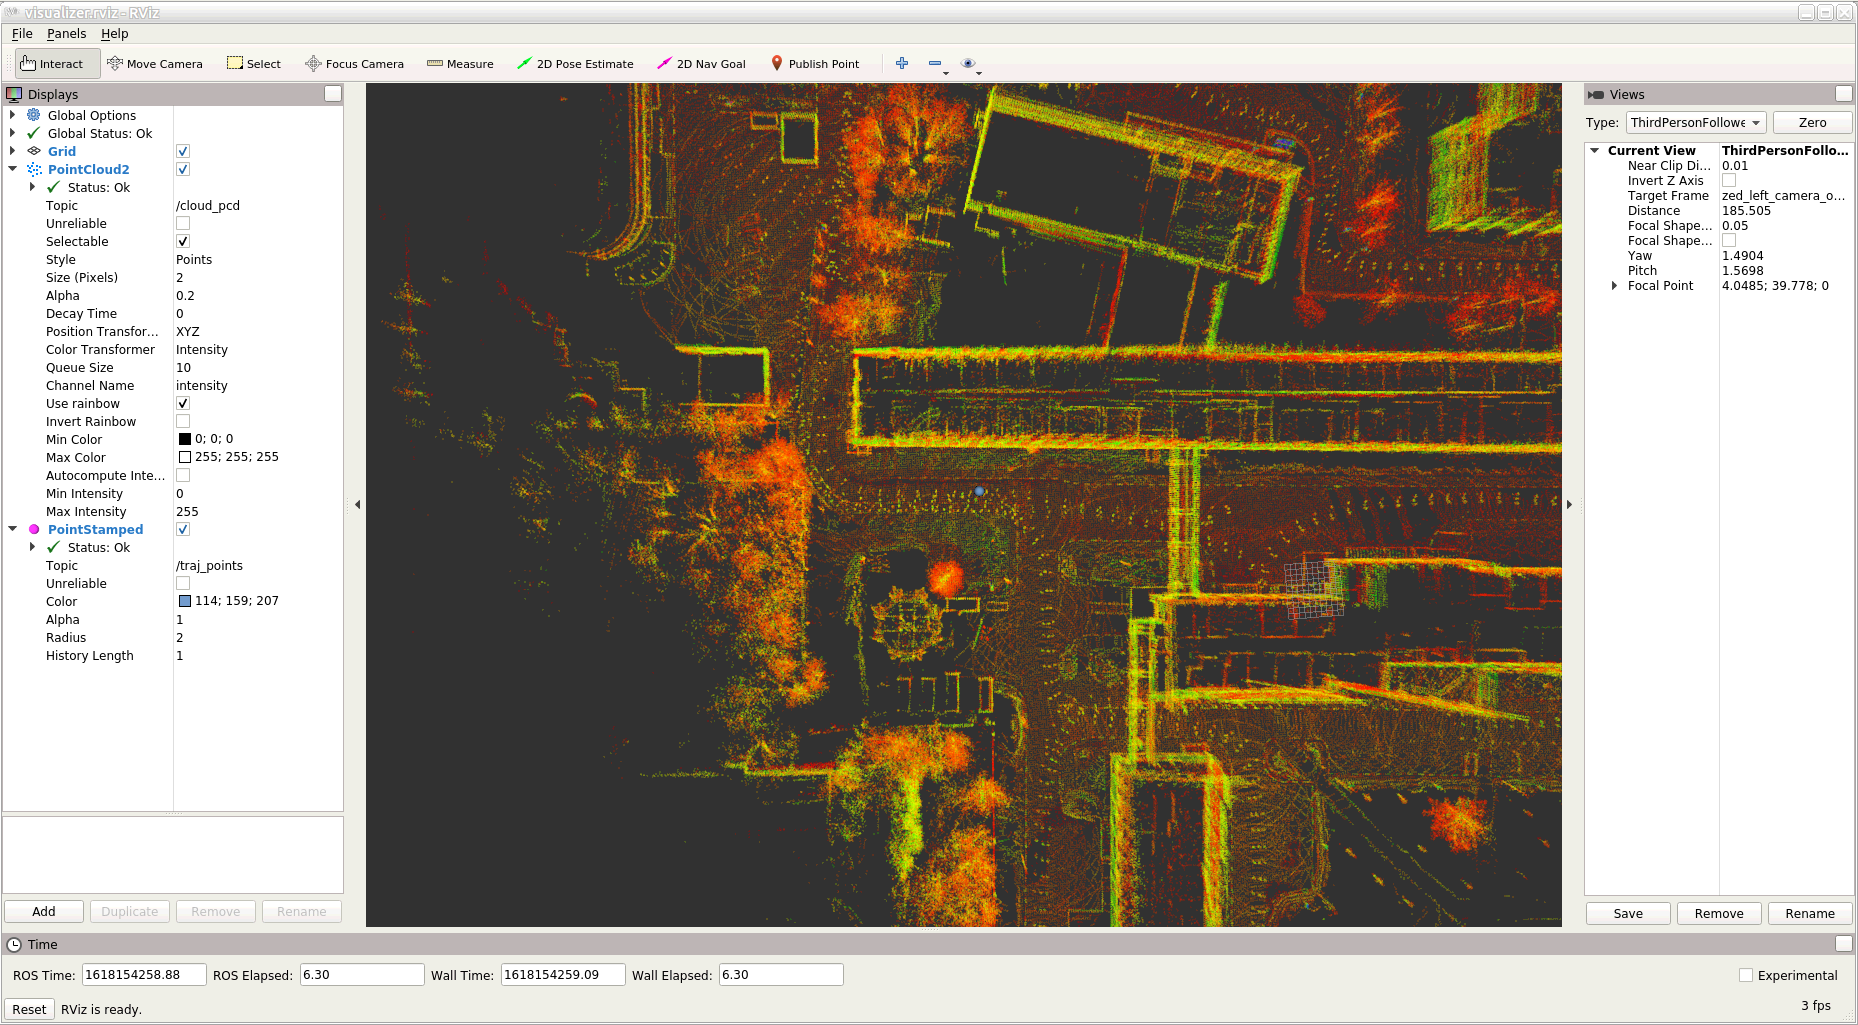 visualizer.rviz - RViz
File Panels Help
Interact Move Camera Select Focus Camera Measure 2D Pose Estimate 2D Nav Goal Publish Point
Displays
Global Options
Global Status: Ok
Grid
PointCloud2
Status: Ok
Topic /cloud_pcd
Unreliable
Selectable
Style Points
Size (Pixels) 2
Alpha 0.2
Decay Time 0
Position Transfor... XYZ
Color Transformer Intensity
Queue Size 10
Channel Name intensity
Use rainbow
Invert Rainbow
Min Color 0; 0; 0
Max Color 255; 255; 255
Autocompute Inte...
Min Intensity 0
Max Intensity 255
PointStamped
Status: Ok
Topic /traj_points
Unreliable
Color 114; 159; 207
Alpha 1
Radius 2
History Length 1
Add Duplicate Remove Rename
Views
Type: ThirdPersonFollowe Zero
Current View ThirdPersonFollo...
Near Clip Di... 0.01
Invert Z Axis
Target Frame zed_left_camera_o...
Distance 185.505
Focal Shape... 0.05
Focal Shape...
Yaw 1.4904
Pitch 1.5698
Focal Point 4.0485; 39.778; 0
Save Remove Rename
Time
ROS Time: 1618154258.88 ROS Elapsed: 6.30 Wall Time: 1618154259.09 Wall Elapsed: 6.30 Experimental
Reset RViz is ready. 3 fps